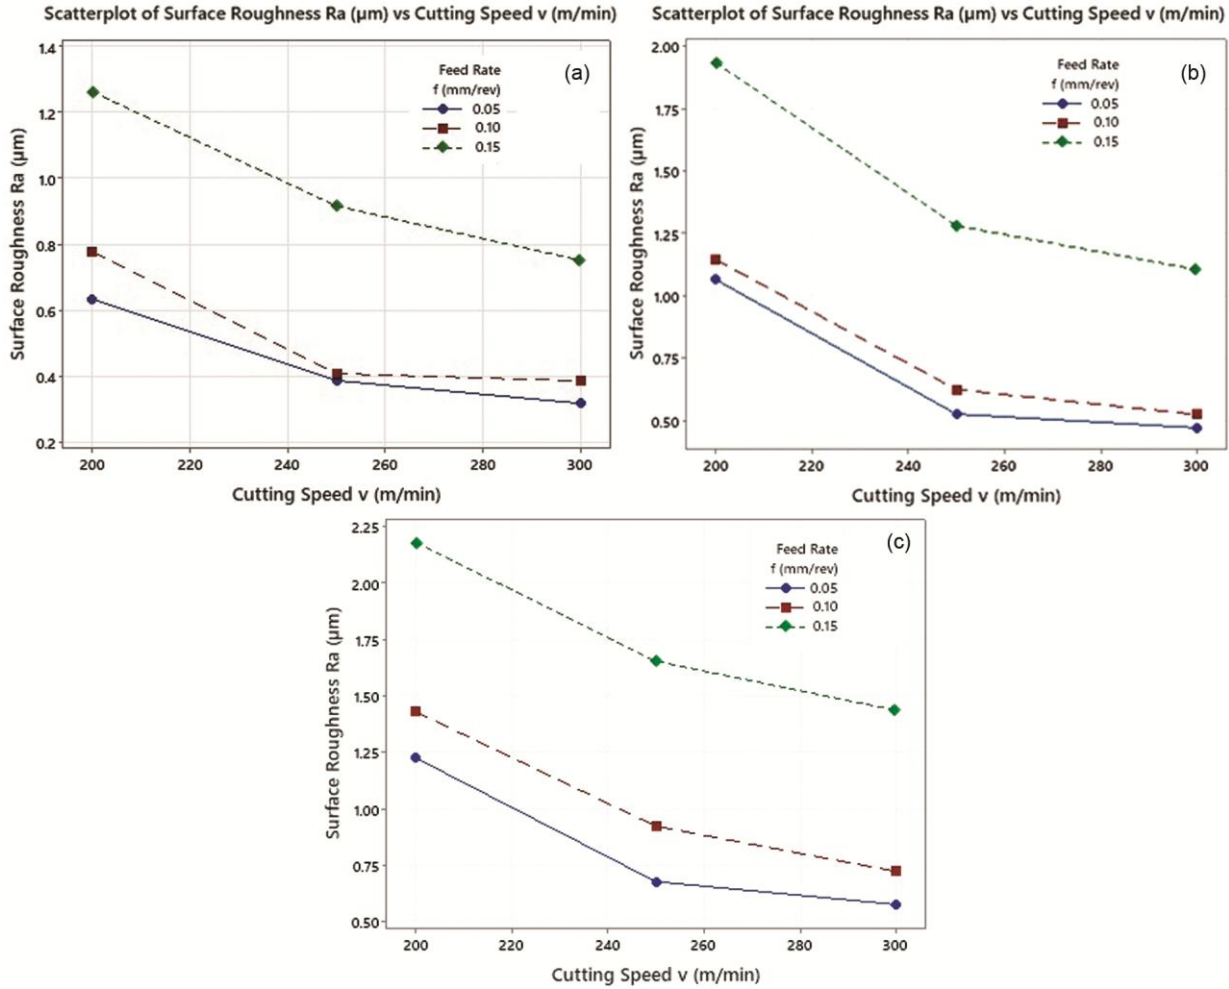 Scatterplot of Surface Roughness Ra (μm) vs Cutting Speed v (m/min)
Surface Roughness Ra (μm)
1.4
1.2
1.0
0.8
0.6
0.4
0.2
Feed Rate
f (mm/rev)
0.05
0.10
0.15
(a)
200 220 240 260 280 300
Cutting Speed v (m/min)
Scatterplot of Surface Roughness Ra (μm) vs Cutting Speed v (m/min)
Surface Roughness Ra (μm)
2.00
1.75
1.50
1.25
1.00
0.75
0.50
Feed Rate
f (mm/rev)
0.05
0.10
0.15
(b)
200 220 240 260 280 300
Cutting Speed v (m/min)
Surface Roughness Ra (μm)
2.25
2.00
1.75
1.50
1.25
1.00
0.75
0.50
Feed Rate
f (mm/rev)
0.05
0.10
0.15
(c)
200 220 240 260 280 300
Cutting Speed v (m/min)